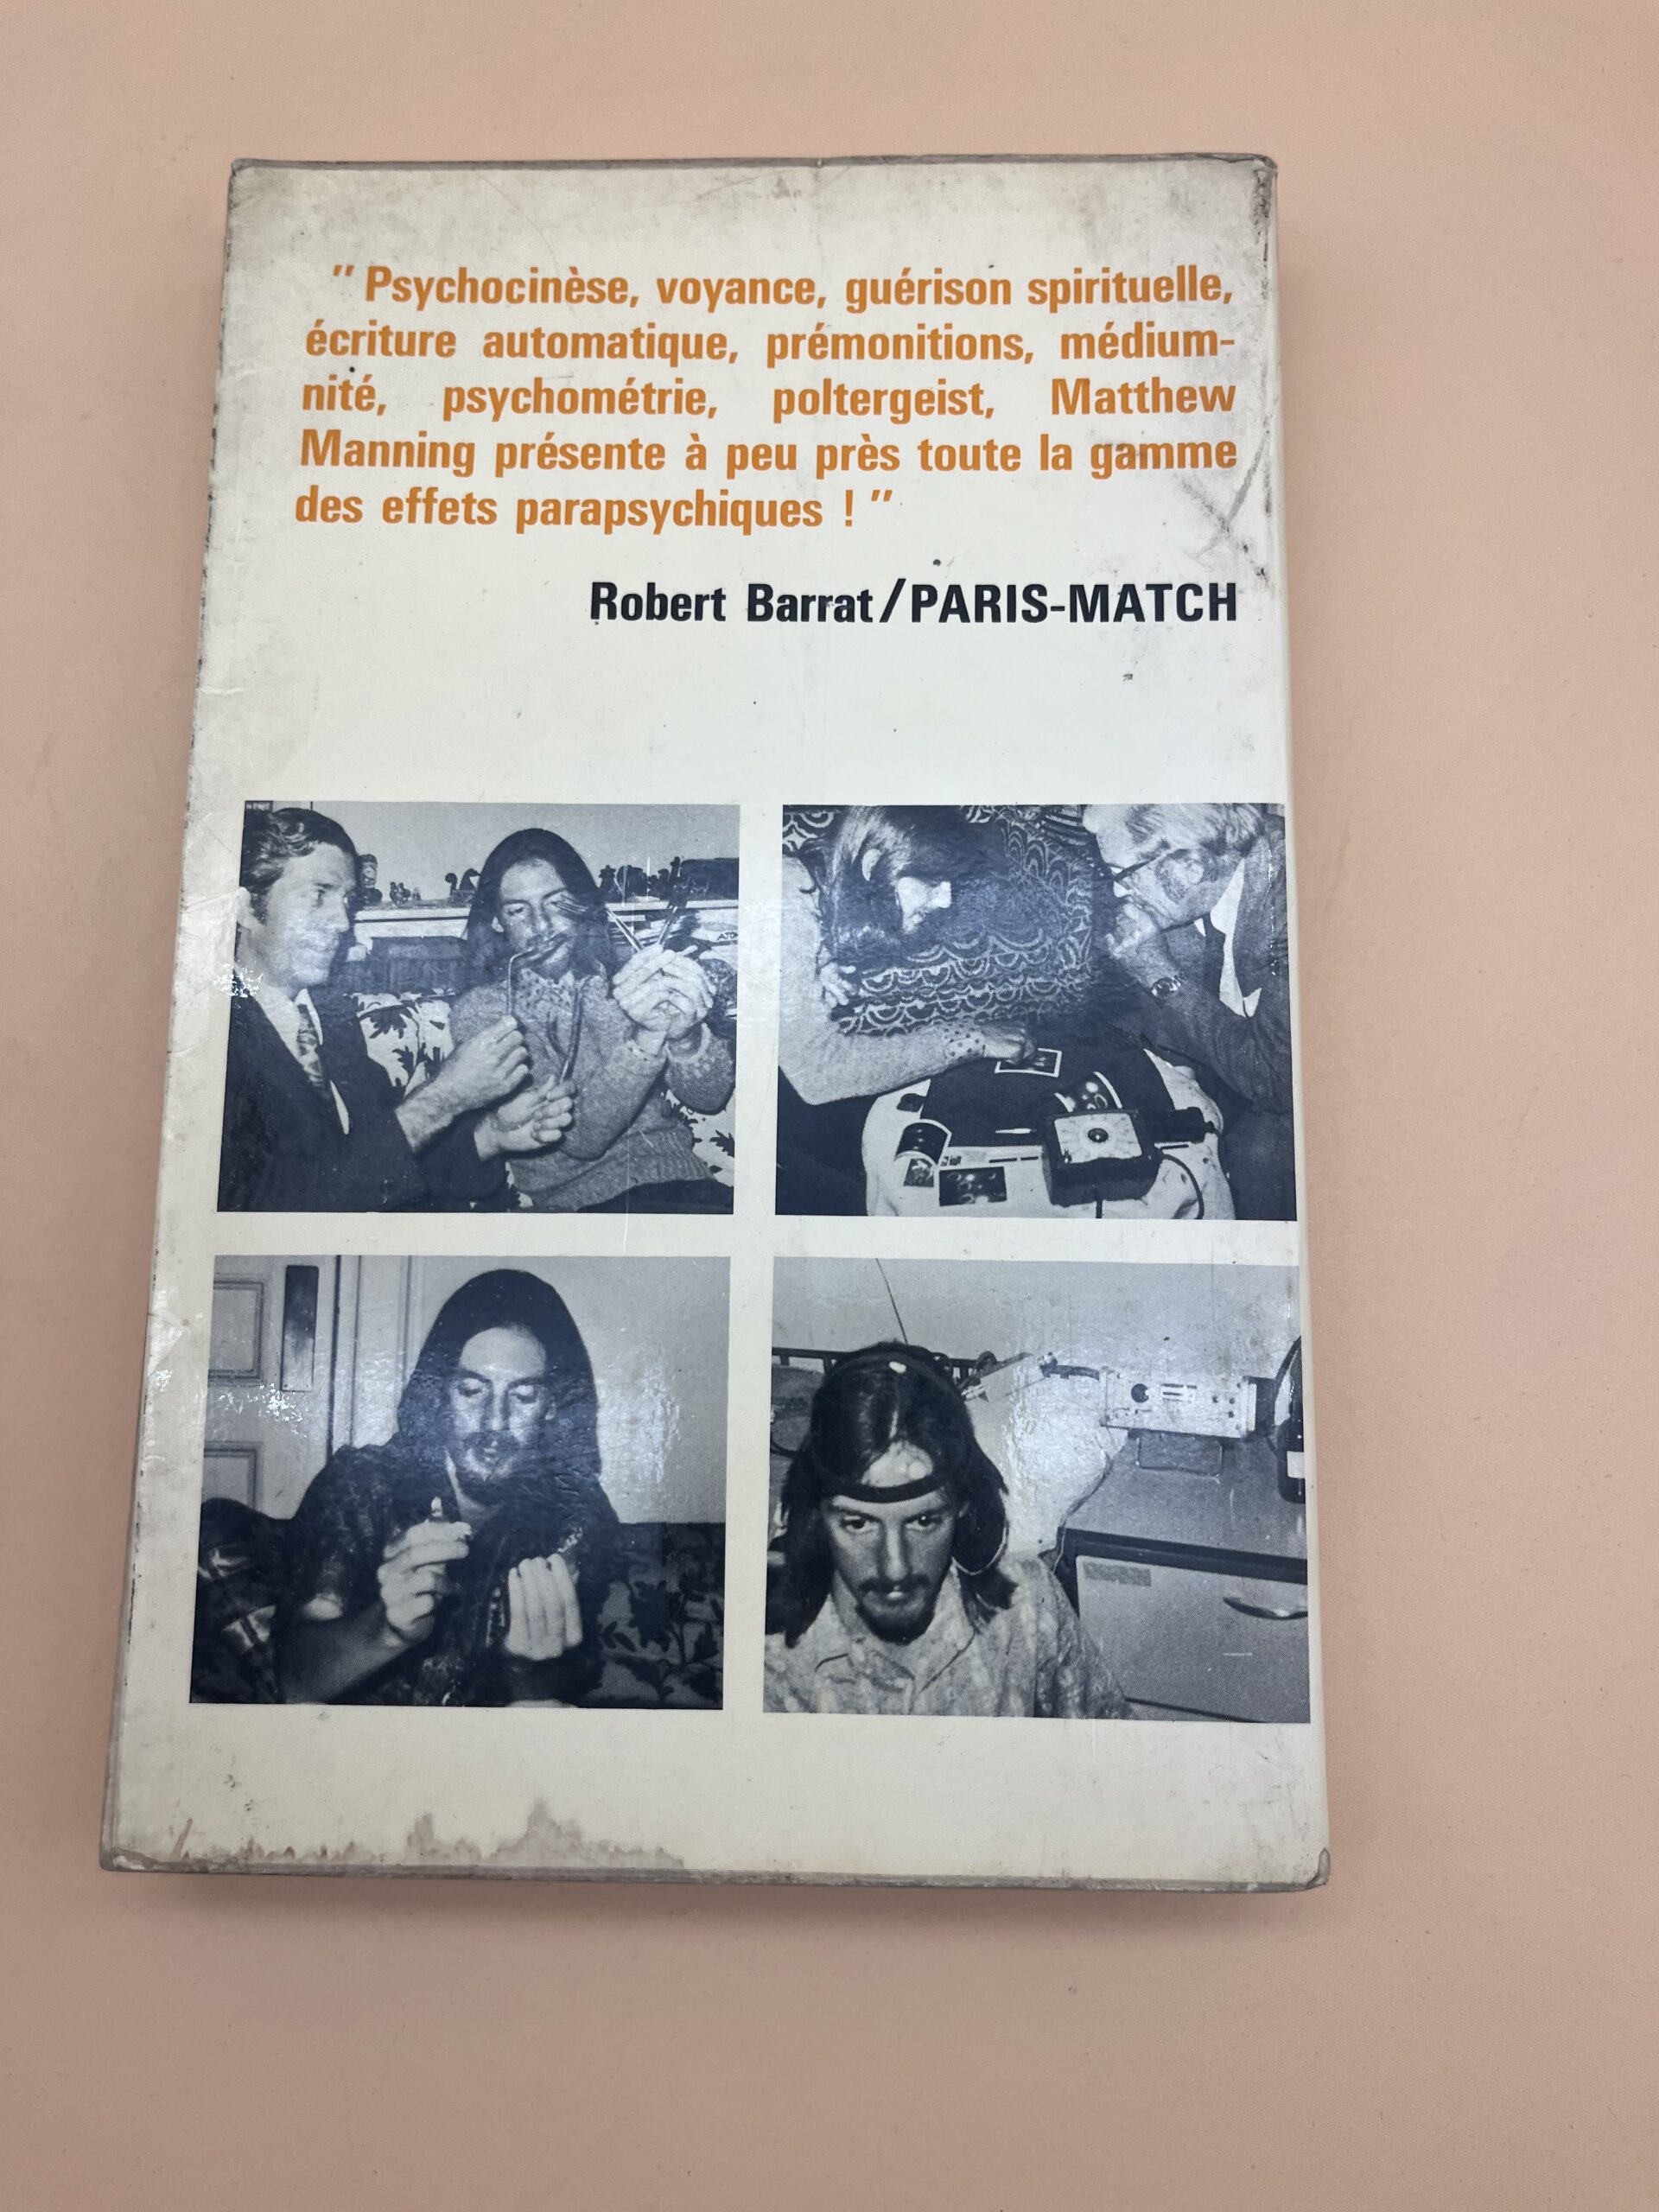 " Psychocinèse, voyance, guérison spirituelle,
écriture automatique, prémonitions, médium-
nité, psychométrie, poltergeist, Matthew
Manning présente à peu près toute la gamme
des effets parapsychiques ! "
Robert Barrat/PARIS-MATCH